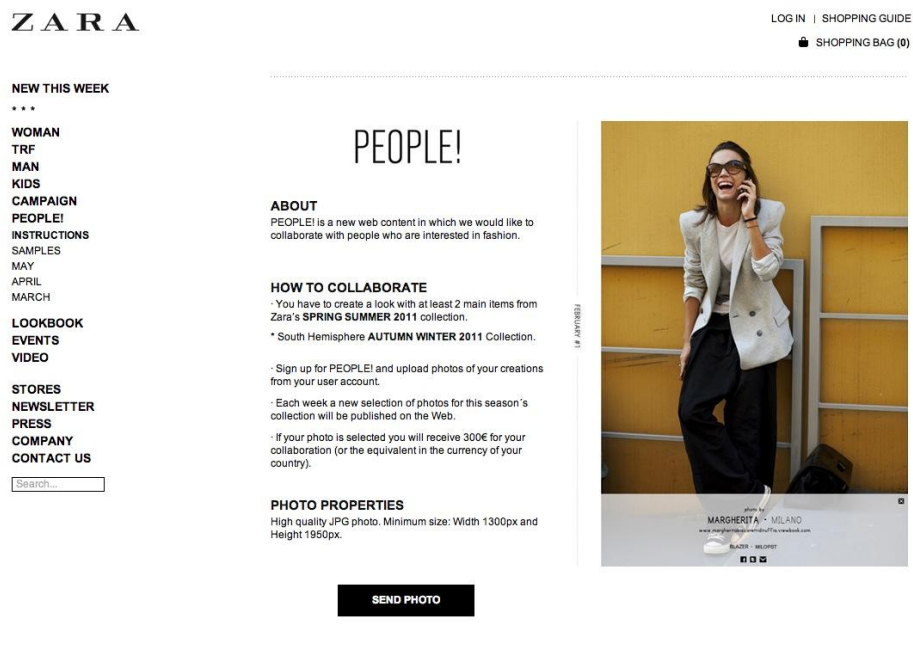 ZARA
LOG IN | SHOPPING GUIDE
SHOPPING BAG (0)
NEW THIS WEEK
* * *
WOMAN
TRF
MAN
KIDS
CAMPAIGN
PEOPLE!
INSTRUCTIONS
SAMPLES
MAY
APRIL
MARCH
LOOKBOOK
EVENTS
VIDEO
STORES
NEWSLETTER
PRESS
COMPANY
CONTACT US
Search...
PEOPLE!
ABOUT
PEOPLE! is a new web content in which we would like to
collaborate with people who are interested in fashion.
HOW TO COLLABORATE
· You have to create a look with at least 2 main items from
Zara's SPRING SUMMER 2011 collection.
* South Hemisphere AUTUMN WINTER 2011 Collection.
· Sign up for PEOPLE! and upload photos of your creations
from your user account.
· Each week a new selection of photos for this season´s
collection will be published on the Web.
· If your photo is selected you will receive 300€ for your
collaboration (or the equivalent in the currency of your
country).
PHOTO PROPERTIES
High quality JPG photo. Minimum size: Width 1300px and
Height 1950px.
SEND PHOTO
FEBRUARY #1
photo by
MARGHERITA · MILANO
BLAZER